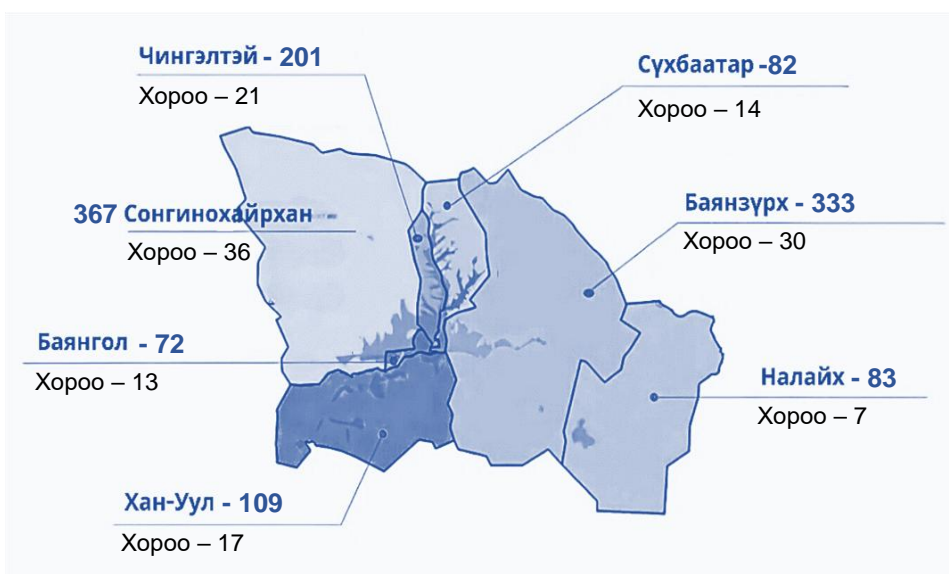 Чингэлтэй - 201
Хороо – 21
Сүхбаатар -82
Хороо – 14
367 Сонгинохайрхан
Хороо – 36
Баянзүрх - 333
Хороо – 30
Баянгол - 72
Хороо – 13
Налайх - 83
Хороо – 7
Хан-Уул - 109
Хороо – 17